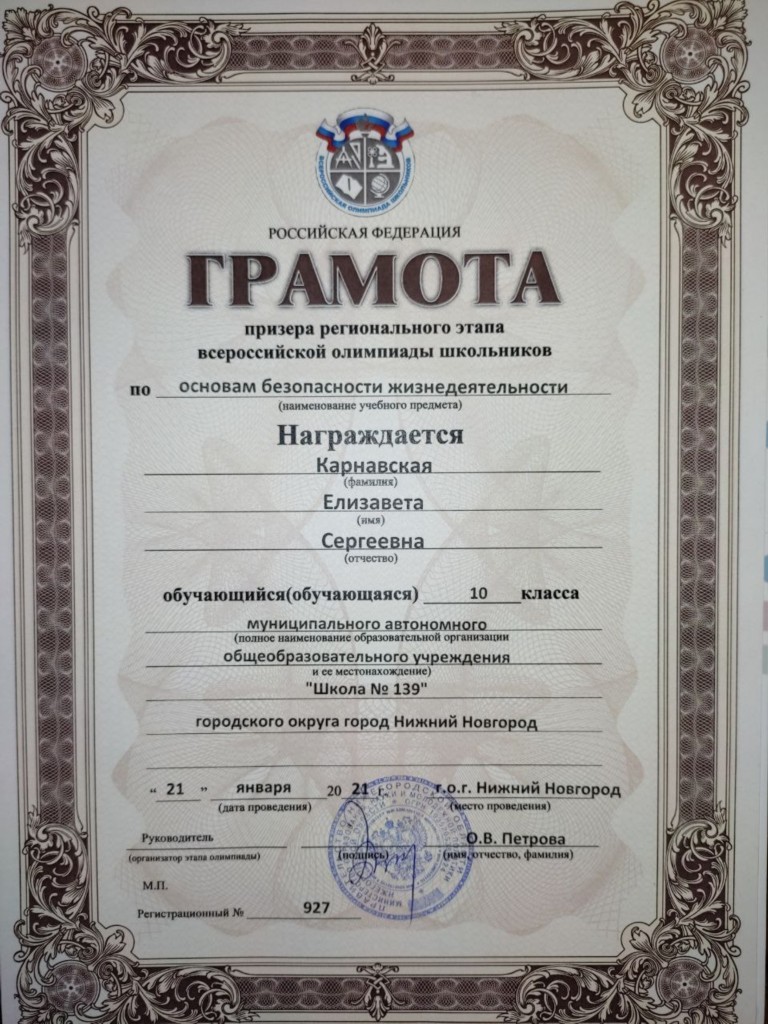 ВСЕРОССИЙСКАЯ ОЛИМПИАДА ШКОЛЬНИКОВ
РОССИЙСКАЯ ФЕДЕРАЦИЯ
ГРАМОТА
призера регионального этапа
всероссийской олимпиады школьников
по основам безопасности жизнедеятельности
(наименование учебного предмета)
Награждается
Карнавская
(фамилия)
Елизавета
(имя)
Сергеевна
(отчество)
обучающийся(обучающаяся) 10 класса
муниципального автономного
(полное наименование образовательной организации
общеобразовательного учреждения
и ее местонахождение)
"Школа № 139"
городского округа город Нижний Новгород
“ 21 ” января 20 21 г. г.о.г. Нижний Новгород
(дата проведения) (место проведения)
Руководитель О.В. Петрова
(организатор этапа олимпиады) (подпись) (имя, отчество, фамилия)
М.П.
Регистрационный № 927